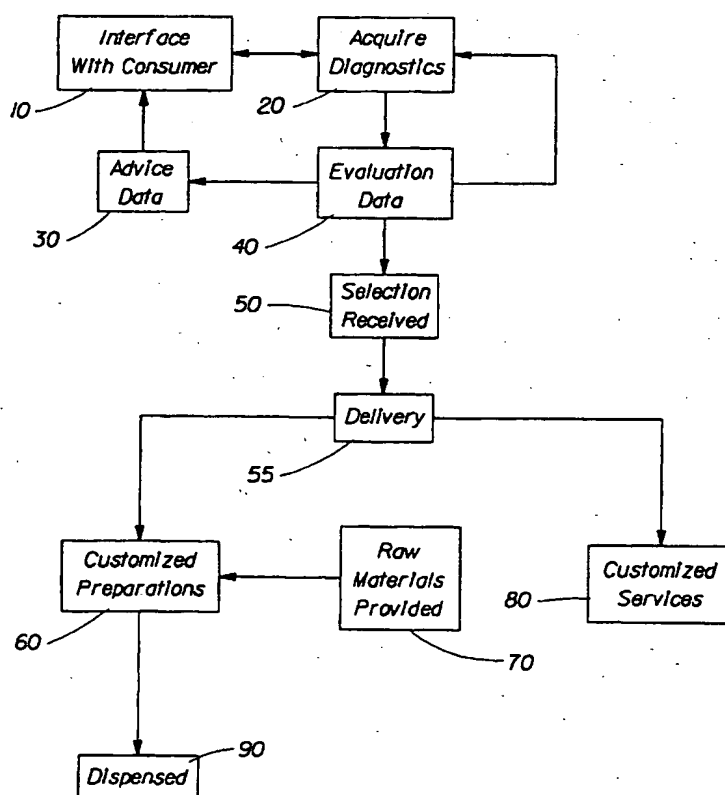 Interface
With Consumer
Acquire
Diagnostics
10
20
Advice
Data
Evaluation
Data
30
40
Selection
Received
50
Delivery
55
Customized
Preparations
Raw
Materials
Provided
Customized
Services
80
60
70
90
Dispensed